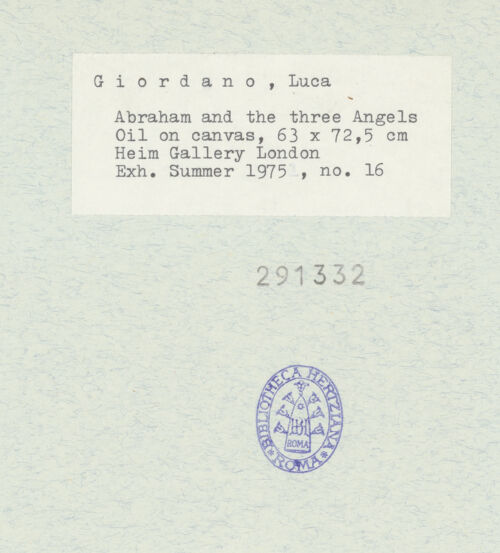 G i o r d a n o , Luca
Abraham and the three Angels
Oil on canvas, 63 x 72,5 cm
Heim Gallery London
Exh. Summer 1975 , no. 16
291332
BIBLIOTHECA HERTZIANA
ROMA
* ROMA *